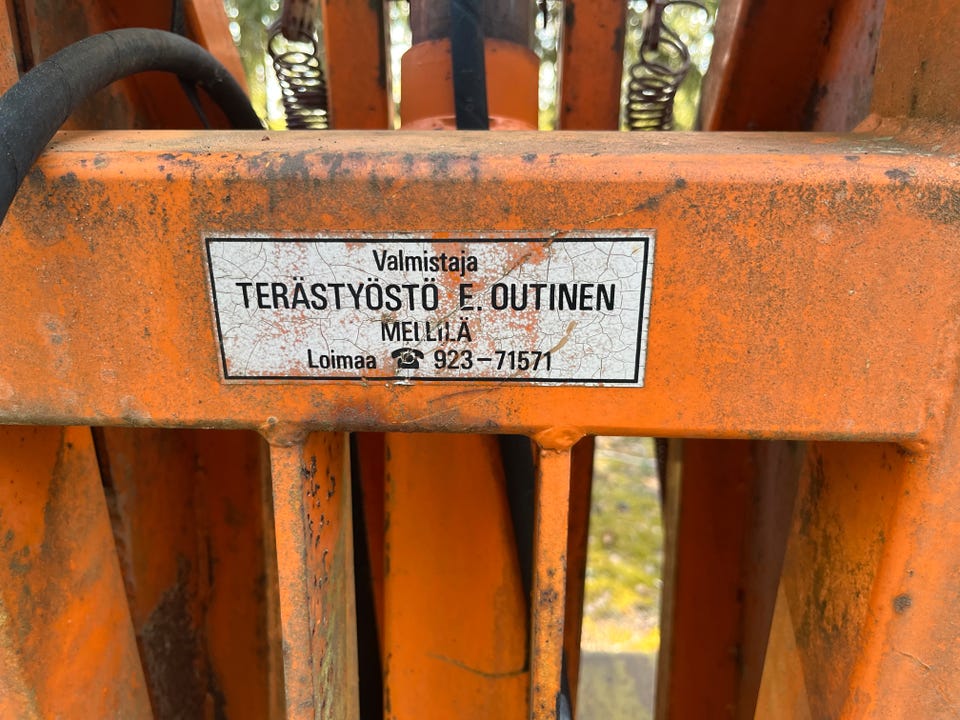 Valmistaja
TERÄSTYÖSTÖ E. OUTINEN
MELLILÄ
Loimaa ☎ 923-71571